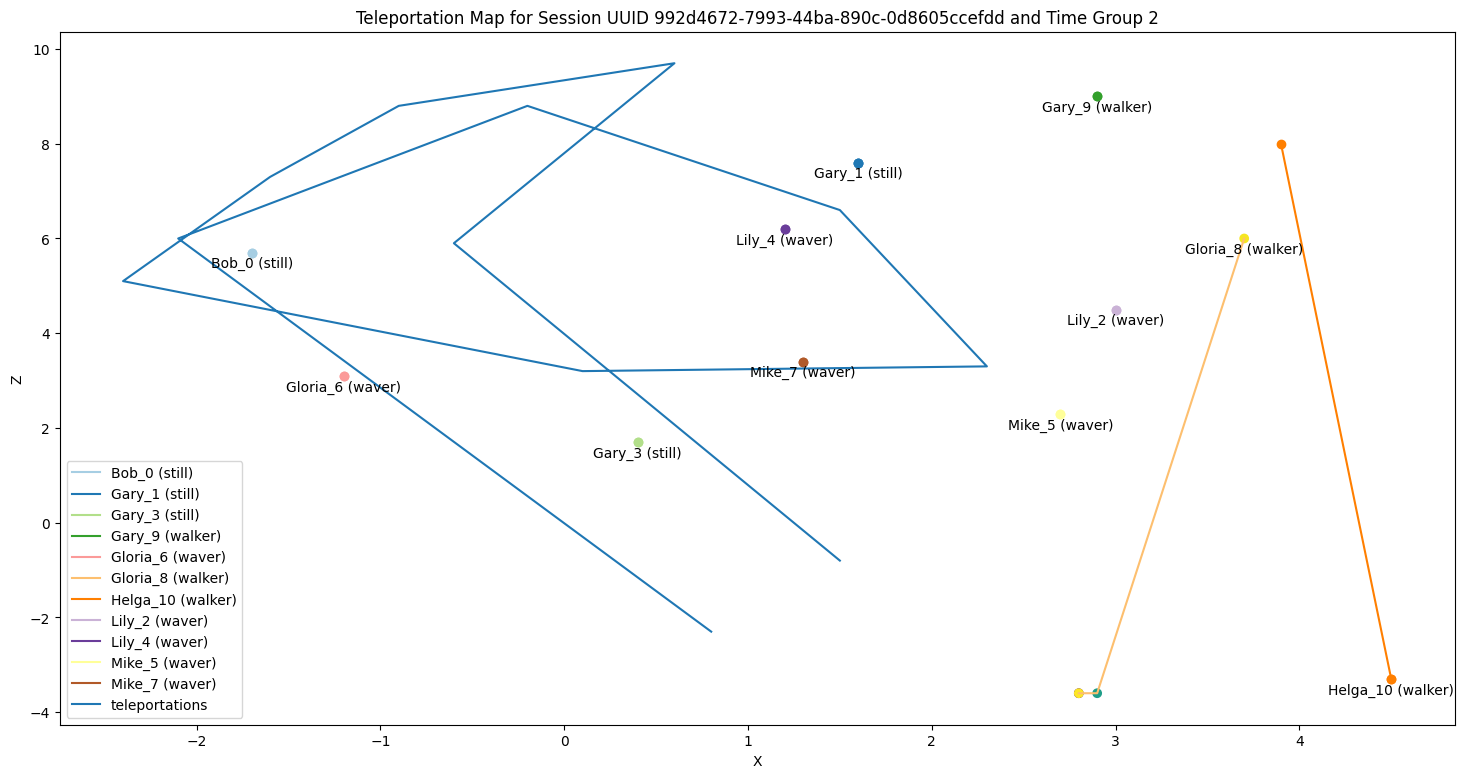 Teleportation Map for Session UUID 992d4672-7993-44ba-890c-0d8605ccefdd and Time Group 2
10
8
6
4
2
0
−2
−4
Z
Gary_9 (walker)
Gary_1 (still)
Lily_4 (waver)
Gloria_8 (walker)
Bob_0 (still)
Lily_2 (waver)
Mike_7 (waver)
Gloria_6 (waver)
Mike_5 (waver)
Gary_3 (still)
Helga_10 (walker)
Bob_0 (still)
Gary_1 (still)
Gary_3 (still)
Gary_9 (walker)
Gloria_6 (waver)
Gloria_8 (walker)
Helga_10 (walker)
Lily_2 (waver)
Lily_4 (waver)
Mike_5 (waver)
Mike_7 (waver)
teleportations
−2
−1
0
1
2
3
4
X